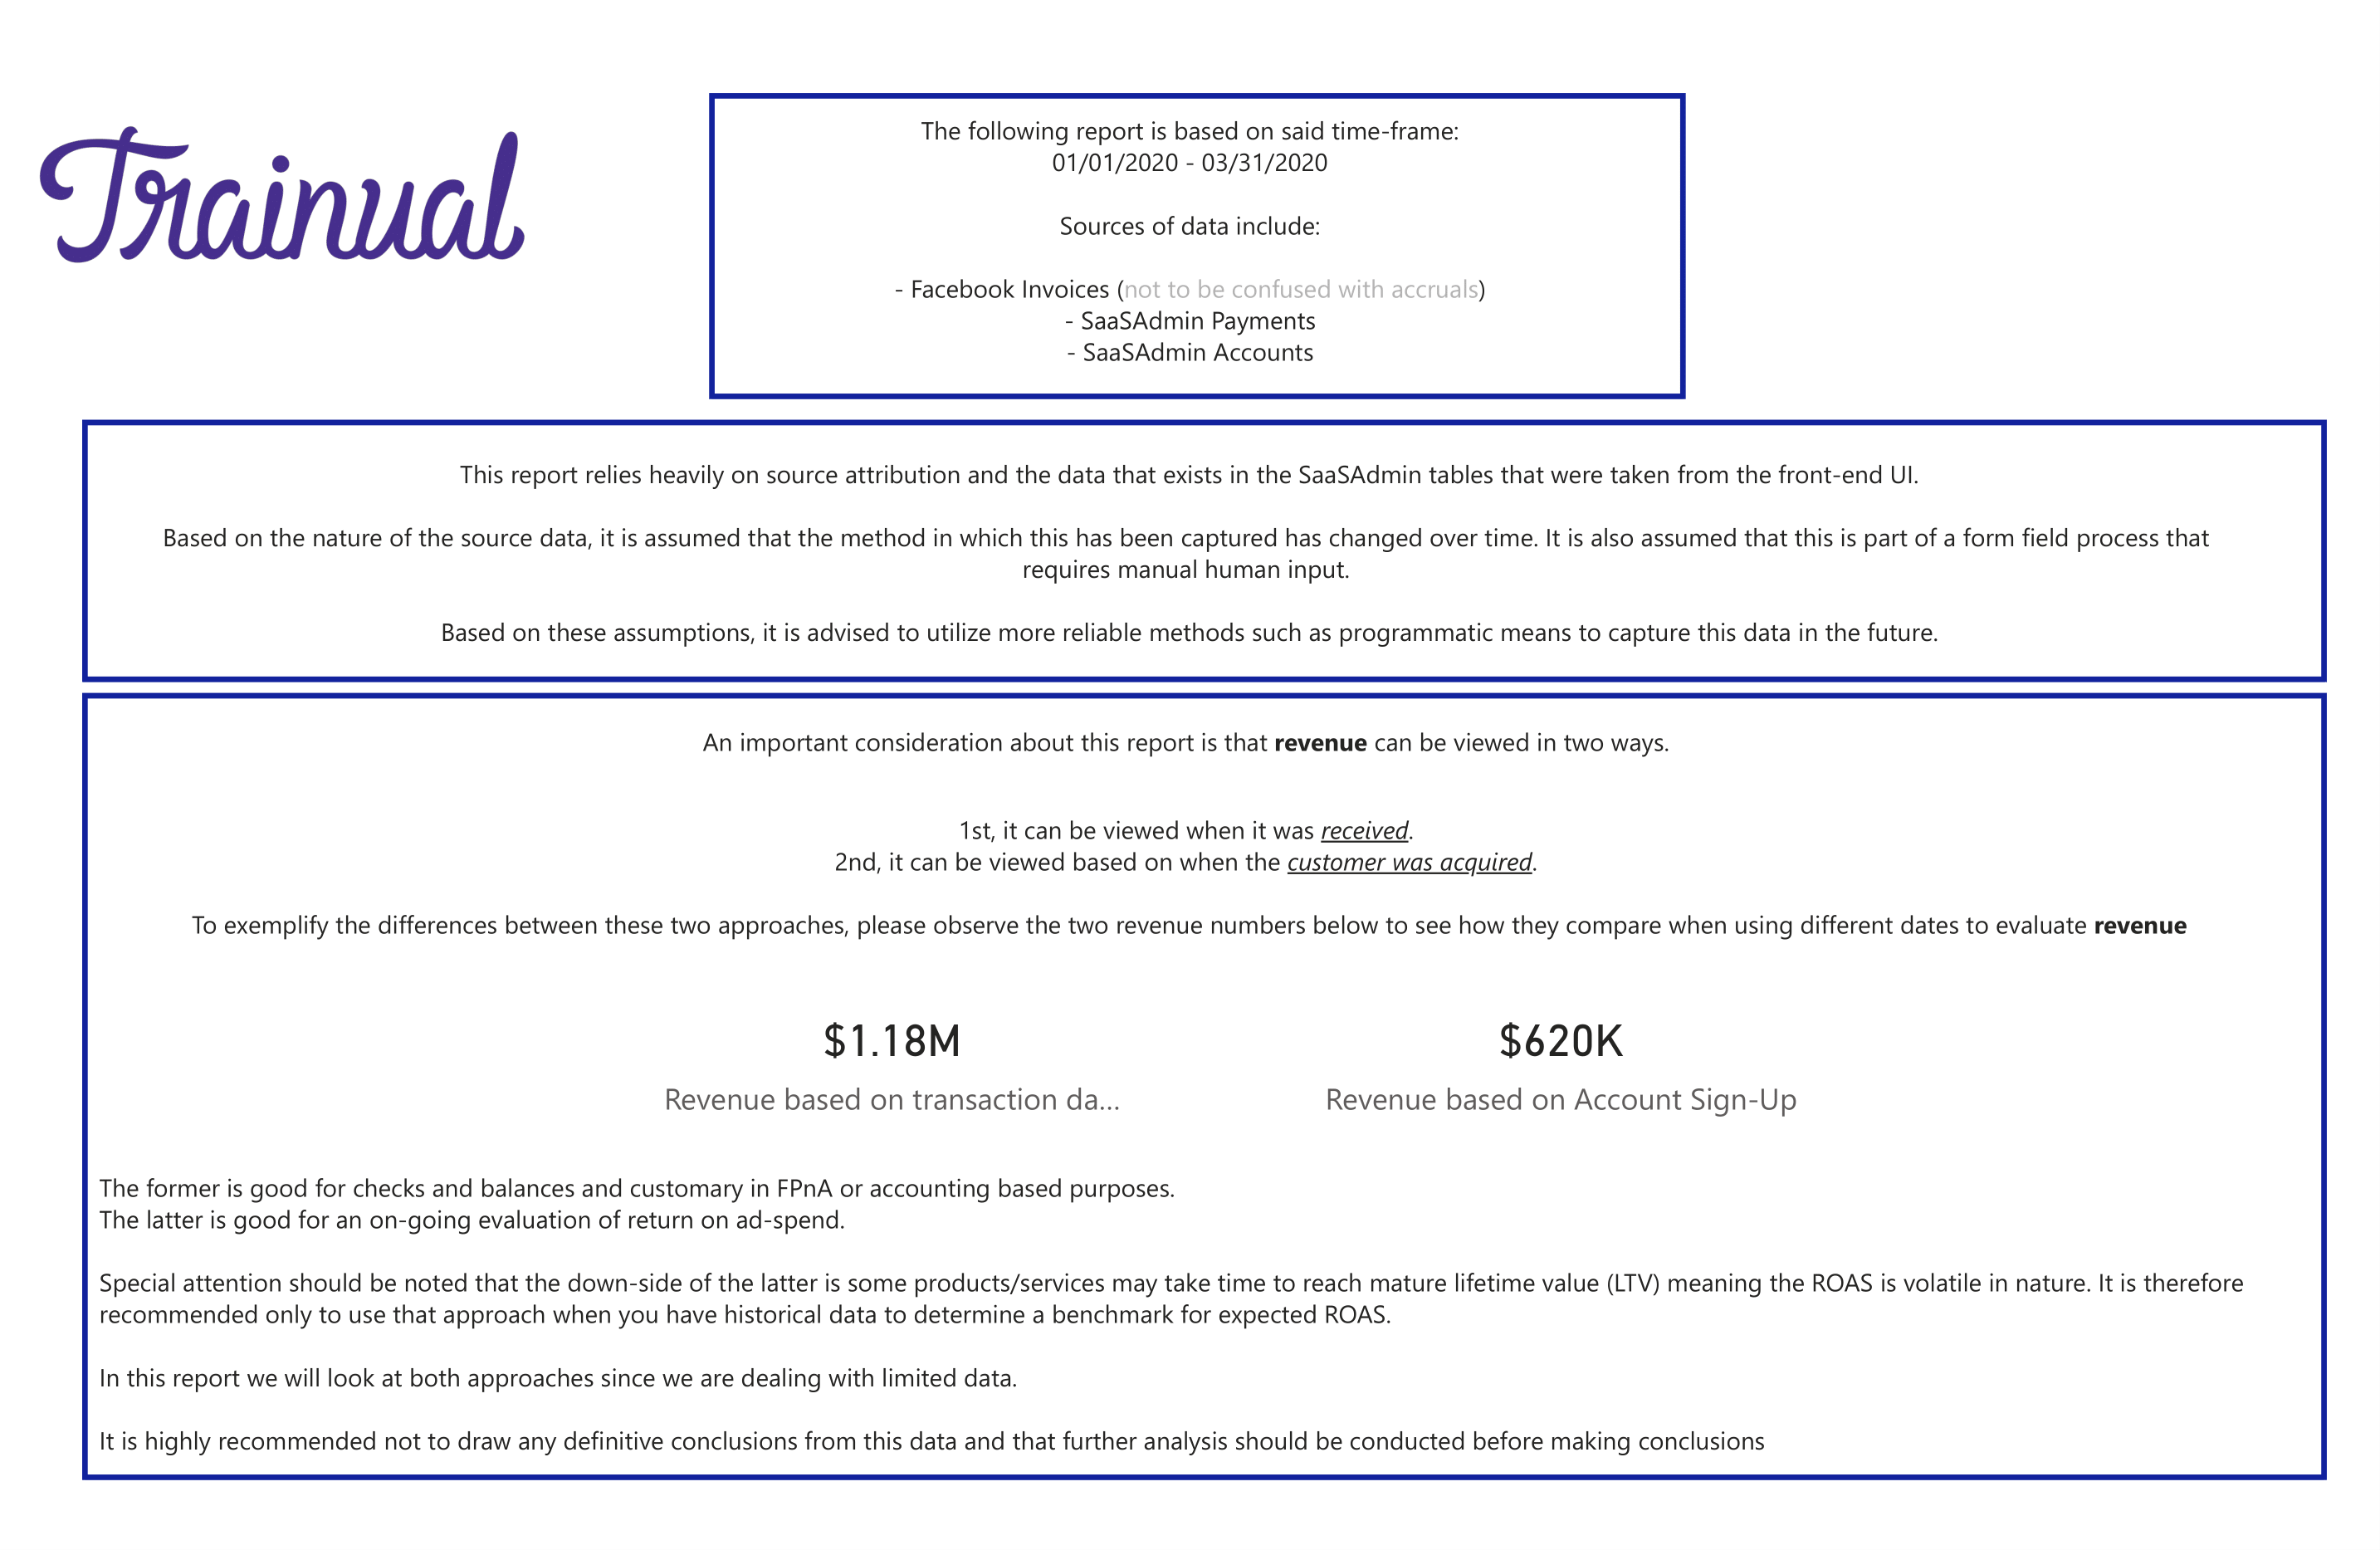 Trainual
The following report is based on said time-frame:
01/01/2020 - 03/31/2020
Sources of data include:
- Facebook Invoices (not to be confused with accruals)
- SaaSAdmin Payments
- SaaSAdmin Accounts
This report relies heavily on source attribution and the data that exists in the SaaSAdmin tables that were taken from the front-end UI.
Based on the nature of the source data, it is assumed that the method in which this has been captured has changed over time. It is also assumed that this is part of a form field process that
requires manual human input.
Based on these assumptions, it is advised to utilize more reliable methods such as programmatic means to capture this data in the future.
An important consideration about this report is that revenue can be viewed in two ways.
1st, it can be viewed when it was received.
2nd, it can be viewed based on when the customer was acquired.
To exemplify the differences between these two approaches, please observe the two revenue numbers below to see how they compare when using different dates to evaluate revenue
$1.18M
Revenue based on transaction da...
$620K
Revenue based on Account Sign-Up
The former is good for checks and balances and customary in FPnA or accounting based purposes.
The latter is good for an on-going evaluation of return on ad-spend.
Special attention should be noted that the down-side of the latter is some products/services may take time to reach mature lifetime value (LTV) meaning the ROAS is volatile in nature. It is therefore
recommended only to use that approach when you have historical data to determine a benchmark for expected ROAS.
In this report we will look at both approaches since we are dealing with limited data.
It is highly recommended not to draw any definitive conclusions from this data and that further analysis should be conducted before making conclusions